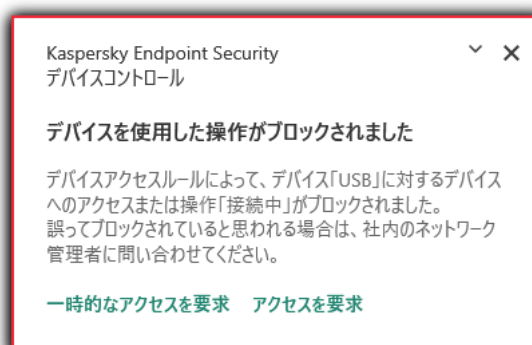 Kaspersky Endpoint Security
デバイスコントロール
デバイスを使用した操作がブロックされました
デバイスアクセスルールによって、デバイス「USB」に対するデバイス
へのアクセスまたは操作「接続中」がブロックされました。
誤ってブロックされていると思われる場合は、社内のネットワーク
管理者に問い合わせてください。
一時的なアクセスを要求 アクセスを要求